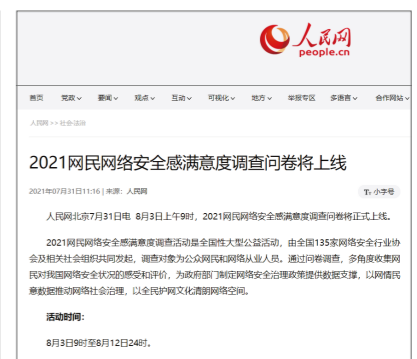 人民网
people.cn
首页 党政 要闻 观点 互动 可视化 地方 举报专区 多语言 合作网站
人民网 >> 社会·法治
2021网民网络安全感满意度调查问卷将上线
2021年07月31日11:16 | 来源：人民网
小字号
人民网北京7月31日电 8月3日上午9时，2021网民网络安全感满意度调查问卷将正式上线。
2021网民网络安全感满意度调查活动是全国性大型公益活动，由全国135家网络安全行业协
会及相关社会组织共同发起，调查对象为公众网民和网络从业人员。通过问卷调查，多角度收集网
民对我国网络安全状况的感受和评价，为政府部门制定网络安全治理政策提供数据支撑，以网情民
意数据推动网络社会治理，以全民护网文化清朗网络空间。
活动时间：
8月3日9时至8月12日24时。